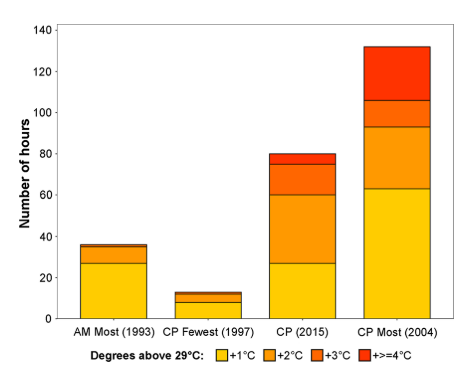 140
120
100
80
60
40
20
0
Number of hours
AM Most (1993) CP Fewest (1997) CP (2015) CP Most (2004)
Degrees above 29°C: +1°C +2°C +3°C +>=4°C